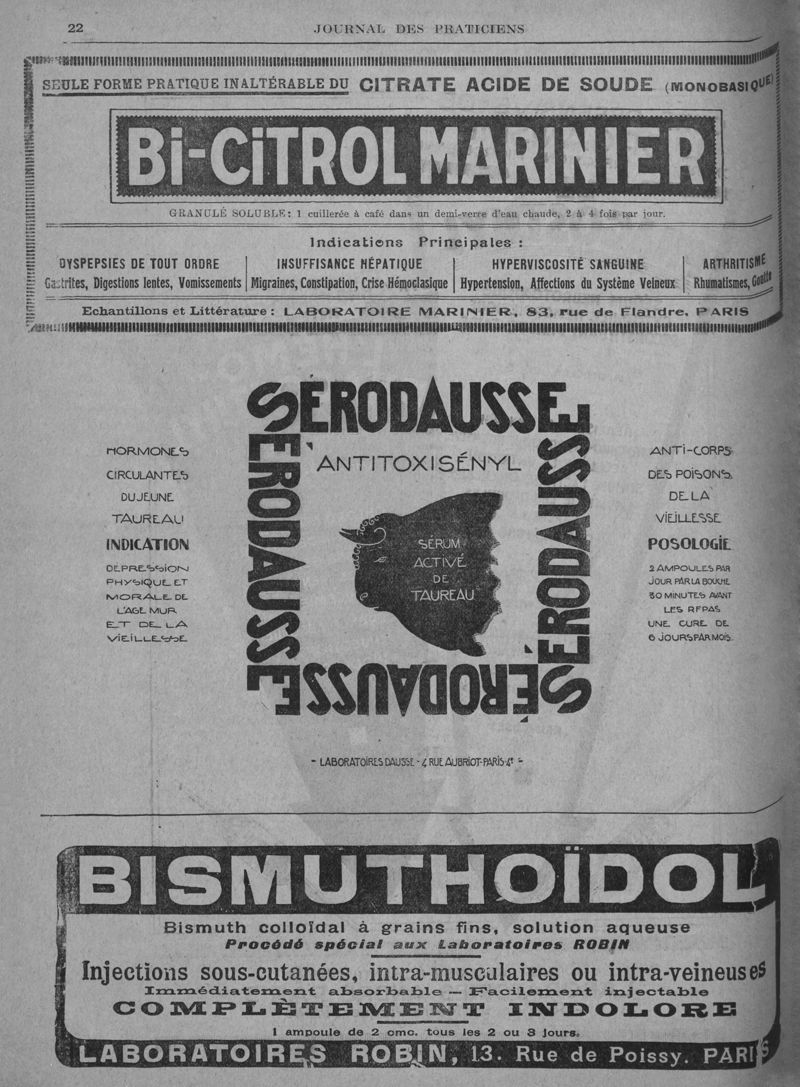 22
JOURNAL DES PRATICIENS
SEULE FORME PRATIQUE INALTÉRABLE DU CITRATE ACIDE DE SOUDE (MONOBASIQUE)
Bi-CiTROL MARINIER
GRANULÉ SOLUBLE: 1 cuillerée à café dans un demi-verre d'eau chaude, 2 à 4 fois par jour.
Indications Principales :
DYSPEPSIES DE TOUT ORDRE
Gastrites, Digestions lentes, Vomissements
INSUFFISANCE HÉPATIQUE
Migraines, Constipation, Crise Hémoclasique
HYPERVISCOSITÉ SANGUINE
Hypertension, Affections du Système Veineux
ARTHRITISME
Rhumatismes, Goutte
Echantillons et Littérature : LABORATOIRE MARINIER, 83, rue de Flandre, PARIS
SÉRODAUSSE
SÉRODAUSSE
SÉRODAUSSE
SÉRODAUSSE
ANTITOXISÉNYL
SÉRUM
ACTIVÉ
DE
TAUREAU
HORMONES
CIRCULANTES
DU JEUNE
TAUREAU
INDICATION
DEPRESSION
PHYSIQUE ET
MORALE DE
L'AGE MUR
ET DE LA
VIEILLESSE
ANTI-CORPS
DES POISONS
DE LA
VIEILLESSE
POSOLOGIE
2 AMPOULES PAR
JOUR PAR LA BOUCHE
30 MINUTES AVANT
LES REPAS
UNE CURE DE
6 JOURS PAR MOIS
- LABORATOIRES DAUSSE - 4 RUE AUBRIOT-PARIS 4e -
BISMUTHOÏDOL
Bismuth colloïdal à grains fins, solution aqueuse
Procédé spécial aux Laboratoires ROBIN
Injections sous-cutanées, intra-musculaires ou intra-veineuses
Immédiatement absorbable — Facilement injectable
COMPLÈTEMENT INDOLORE
1 ampoule de 2 cmc. tous les 2 ou 3 jours.
LABORATOIRES ROBIN, 13, Rue de Poissy, PARIS